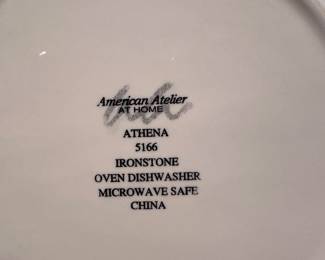 American Atelier
AT HOME
ATHENA
5166
IRONSTONE
OVEN DISHWASHER
MICROWAVE SAFE
CHINA